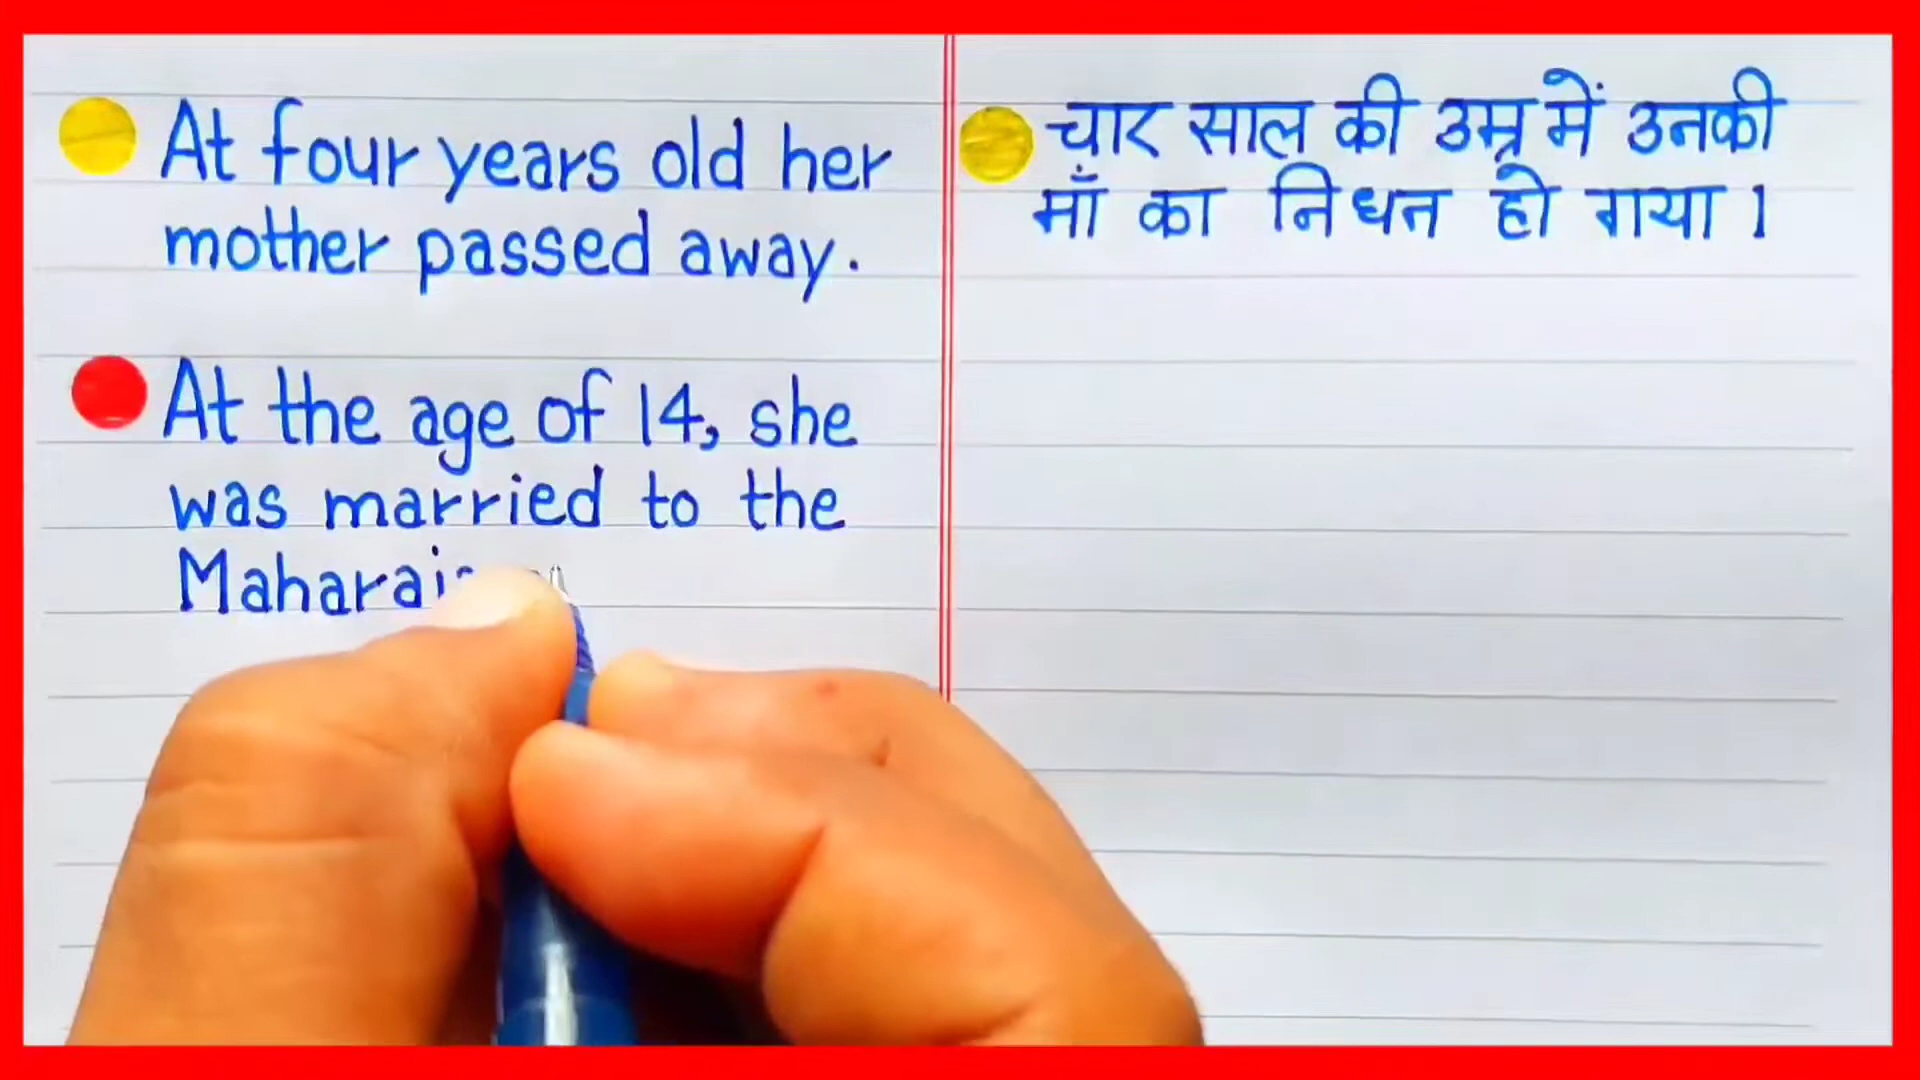 At four years old her
mother passed away.
At the age of 14, she
was married to the
चार साल की उम्र में उनकी
माँ का निधन हो गया।